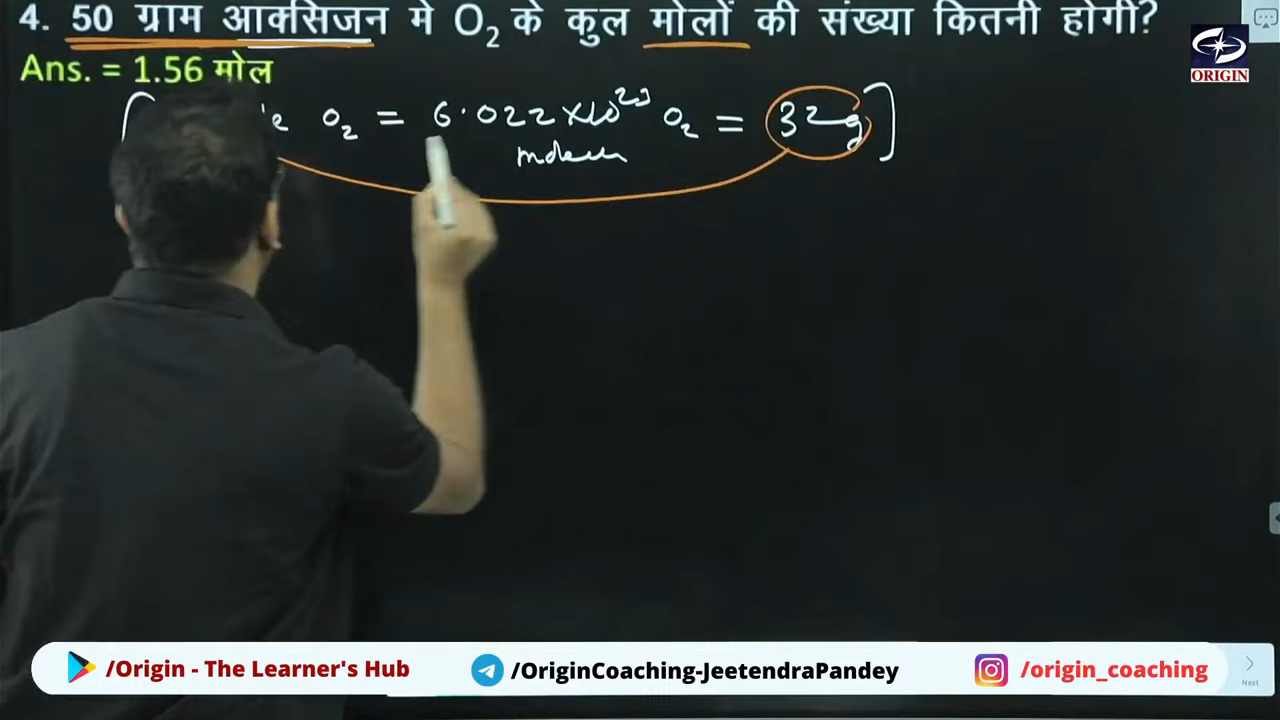 4. 50 ग्राम आक्सिजन मे O₂ के कुल मोलों की संख्या कितनी होगी?
ORIGIN
Ans. = 1.56 मोल
[ O₂ = 6.022×10²³ O₂ = 32g ]
/Origin - The Learner's Hub
/OriginCoaching-JeetendraPandey
/origin_coaching
Next